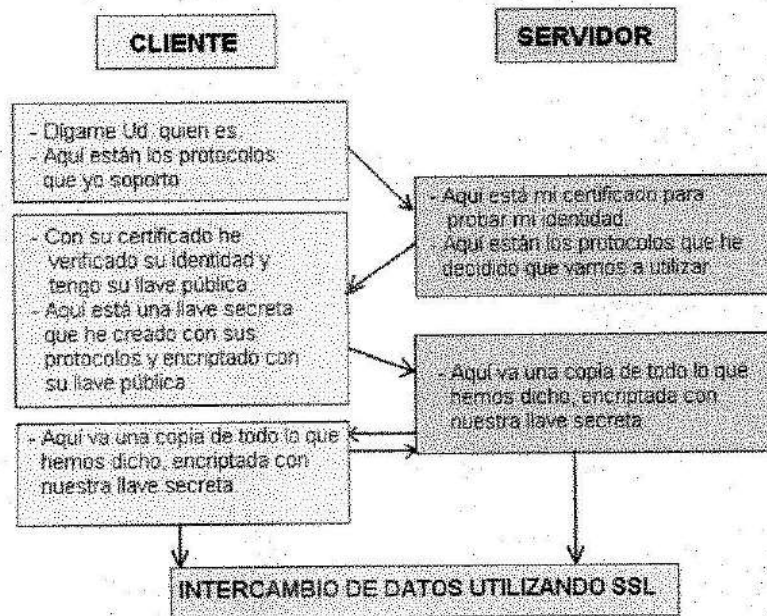 CLIENTE
SERVIDOR
- Dígame Ud. quien es.
- Aquí están los protocolos
que yo soporto
- Aquí está mi certificado para
probar mi identidad.
- Aquí están los protocolos que he
decidido que vamos a utilizar
- Con su certificado he
verificado su identidad y
tengo su llave pública
- Aquí está una llave secreta
que he creado con sus
protocolos y encriptado con
su llave pública
- Aquí va una copia de todo lo que
hemos dicho, encriptada con
nuestra llave secreta
- Aquí va una copia de todo lo que
hemos dicho, encriptada con
nuestra llave secreta
INTERCAMBIO DE DATOS UTILIZANDO SSL